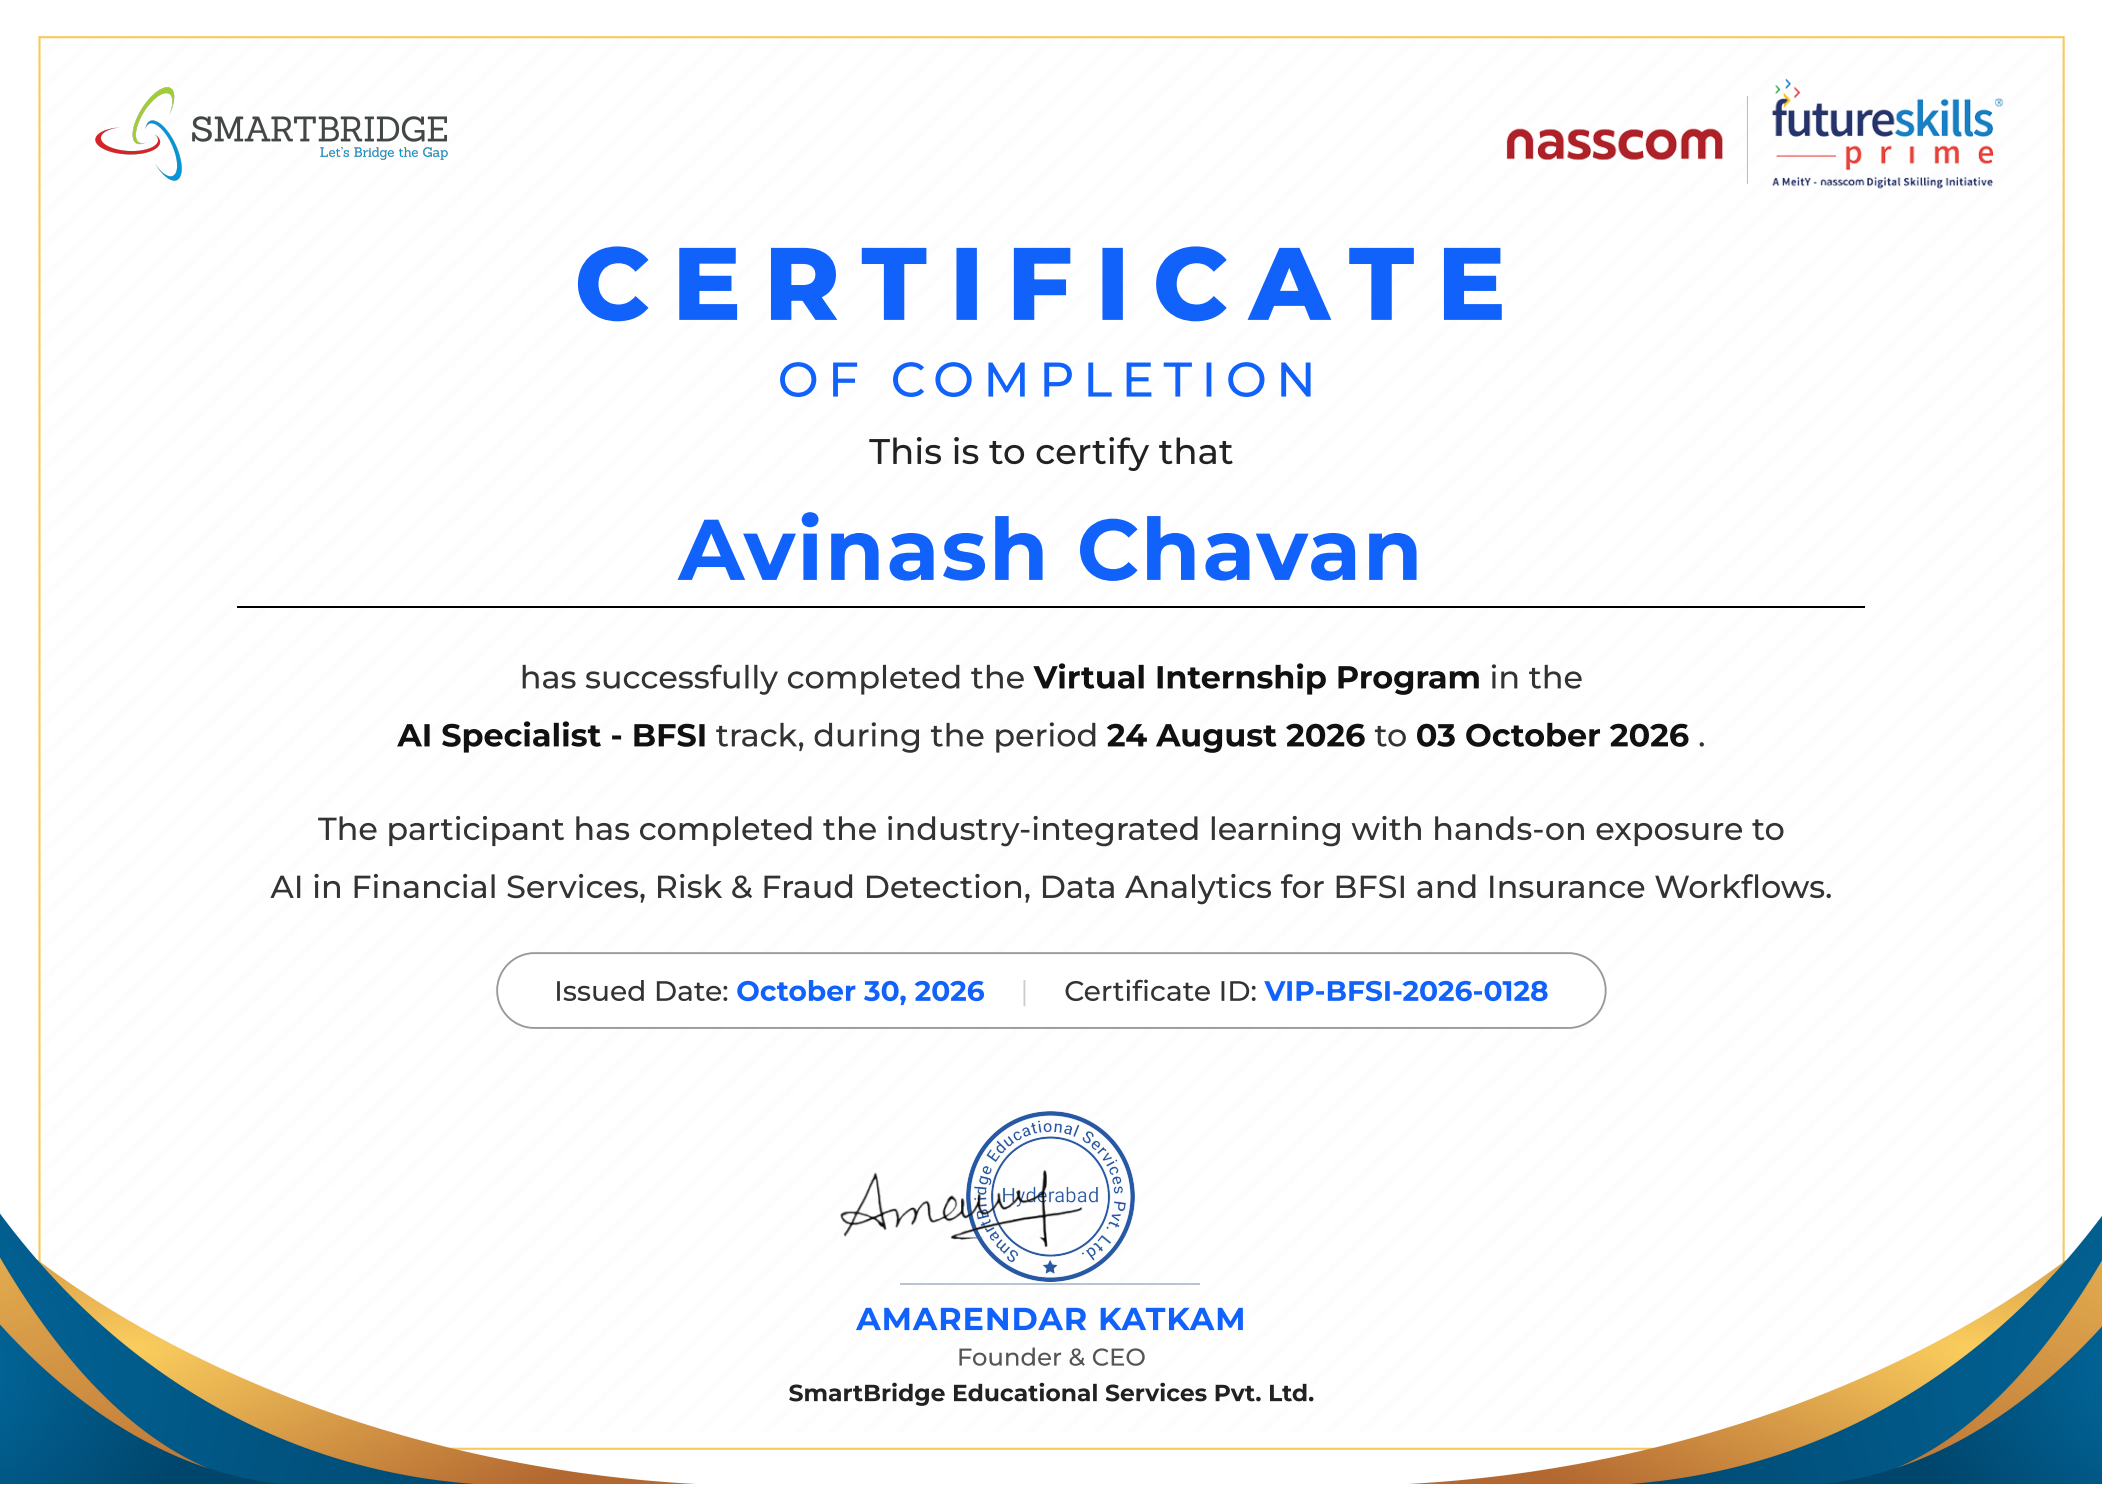 SMARTBRIDGE
Let's Bridge the Gap
nasscom
futureskills®
prime
A MeitY - nasscom Digital Skilling Initiative
CERTIFICATE
OF COMPLETION
This is to certify that
Avinash Chavan
has successfully completed the Virtual Internship Program in the
AI Specialist - BFSI track, during the period 24 August 2026 to 03 October 2026 .
The participant has completed the industry-integrated learning with hands-on exposure to
AI in Financial Services, Risk & Fraud Detection, Data Analytics for BFSI and Insurance Workflows.
Issued Date: October 30, 2026 | Certificate ID: VIP-BFSI-2026-0128
SmartBridge Educational Services Pvt. Ltd.
Hyderabad
AMARENDAR KATKAM
Founder & CEO
SmartBridge Educational Services Pvt. Ltd.